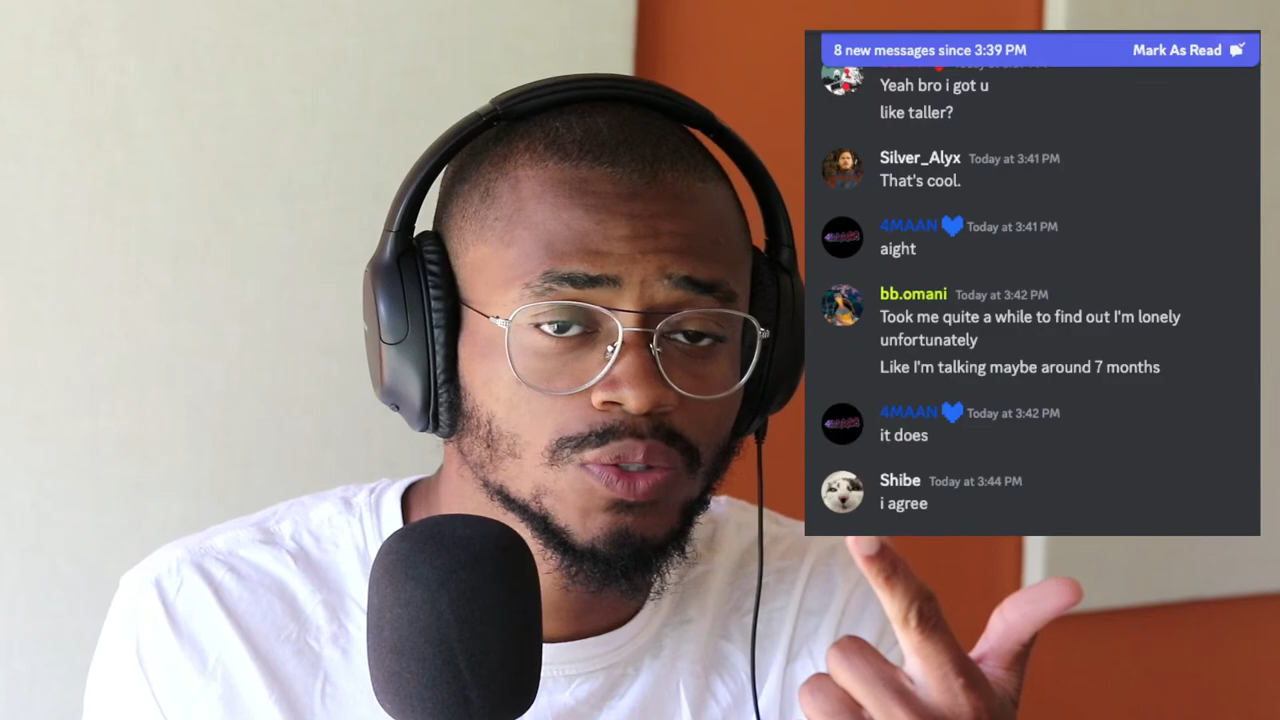 8 new messages since 3:39 PM Mark As Read
Yeah bro i got u
like taller?
Silver_Alyx Today at 3:41 PM
That's cool.
4MAAN Today at 3:41 PM
aight
bb.omani Today at 3:42 PM
Took me quite a while to find out I'm lonely
unfortunately
Like I'm talking maybe around 7 months
4MAAN Today at 3:42 PM
it does
Shibe Today at 3:44 PM
i agree